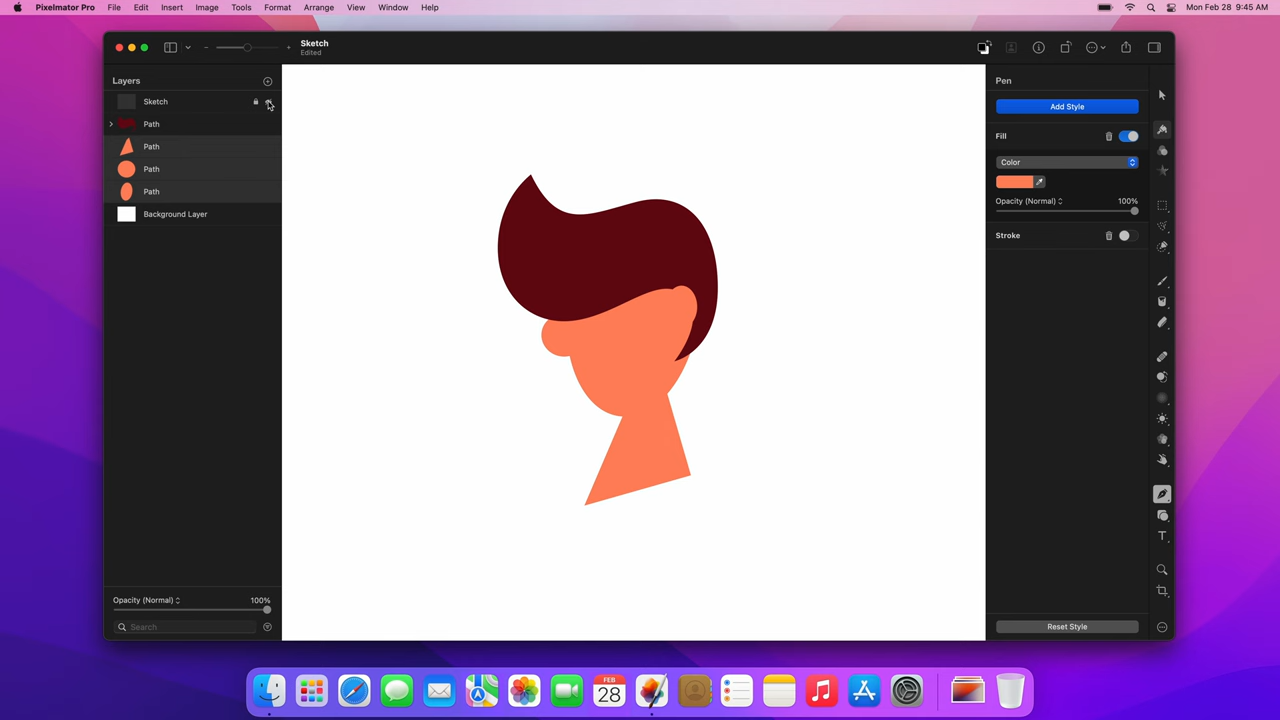 Pixelmator Pro File Edit Insert Image Tools Format Arrange View Window Help Mon Feb 28 9:45 AM
Sketch
Edited
Layers
Sketch
Path
Path
Path
Path
Background Layer
Opacity (Normal) 100%
Search
Pen
Add Style
Fill
Color
Opacity (Normal) 100%
Stroke
Reset Style
T
FEB
28